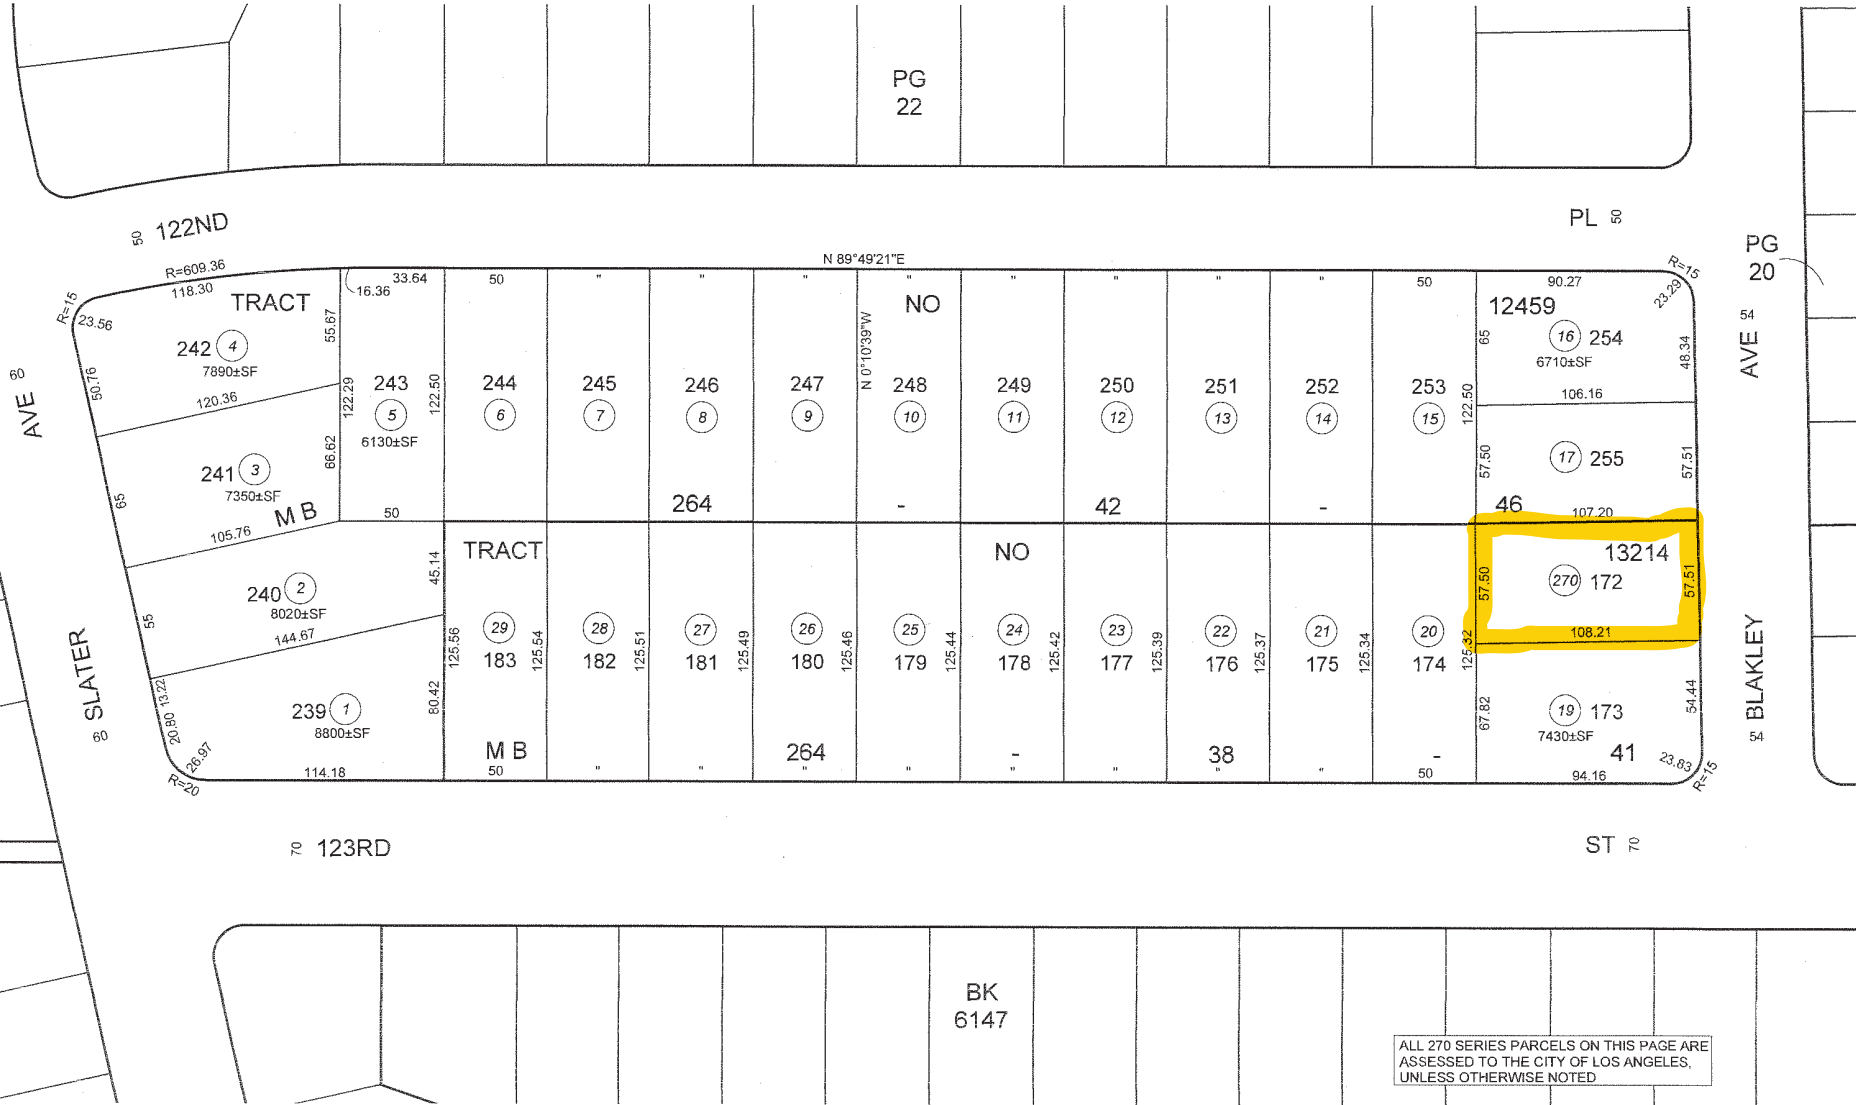 PG
22
50 122ND
PL 50
PG
20
N 89°49'21"E
R=609.36
118.30
R=15
23.56
TRACT
16.36
33.64
50 " " " " " " " " 50
NO
90.27
R=15
23.29
12459
54
AVE
242 4
7890±SF
55.67
50.76
120.36
60
AVE
122.29
243
5
6130±SF
122.50
244
6
245
7
246
8
247
9
N 0°10'39"W
248
10
249
11
250
12
251
13
252
14
253
15
122.50
65
16 254
6710±SF
48.34
106.16
241 3
7350±SF
66.62
65
M B
105.76
50
264 - 42 - 46
57.50
17 255
57.51
107.20
TRACT
NO
13214
240 2
8020±SF
45.14
55
144.67
57.50
270 172
57.51
108.21
125.56
29
183
125.54
28
182
125.51
27
181
125.49
26
180
125.46
25
179
125.44
24
178
125.42
23
177
125.39
22
176
125.37
21
175
125.34
20
174
125.32
SLATER
60
13.22
20.80
26.97
R=20
239 1
8800±SF
80.42
114.18
M B 264 - 38 - 41
50 " " " " " " " " 50
67.82
19 173
7430±SF
54.44
23.83
R=15
94.16
BLAKLEY
54
70 123RD
ST 70
BK
6147
ALL 270 SERIES PARCELS ON THIS PAGE ARE
ASSESSED TO THE CITY OF LOS ANGELES,
UNLESS OTHERWISE NOTED